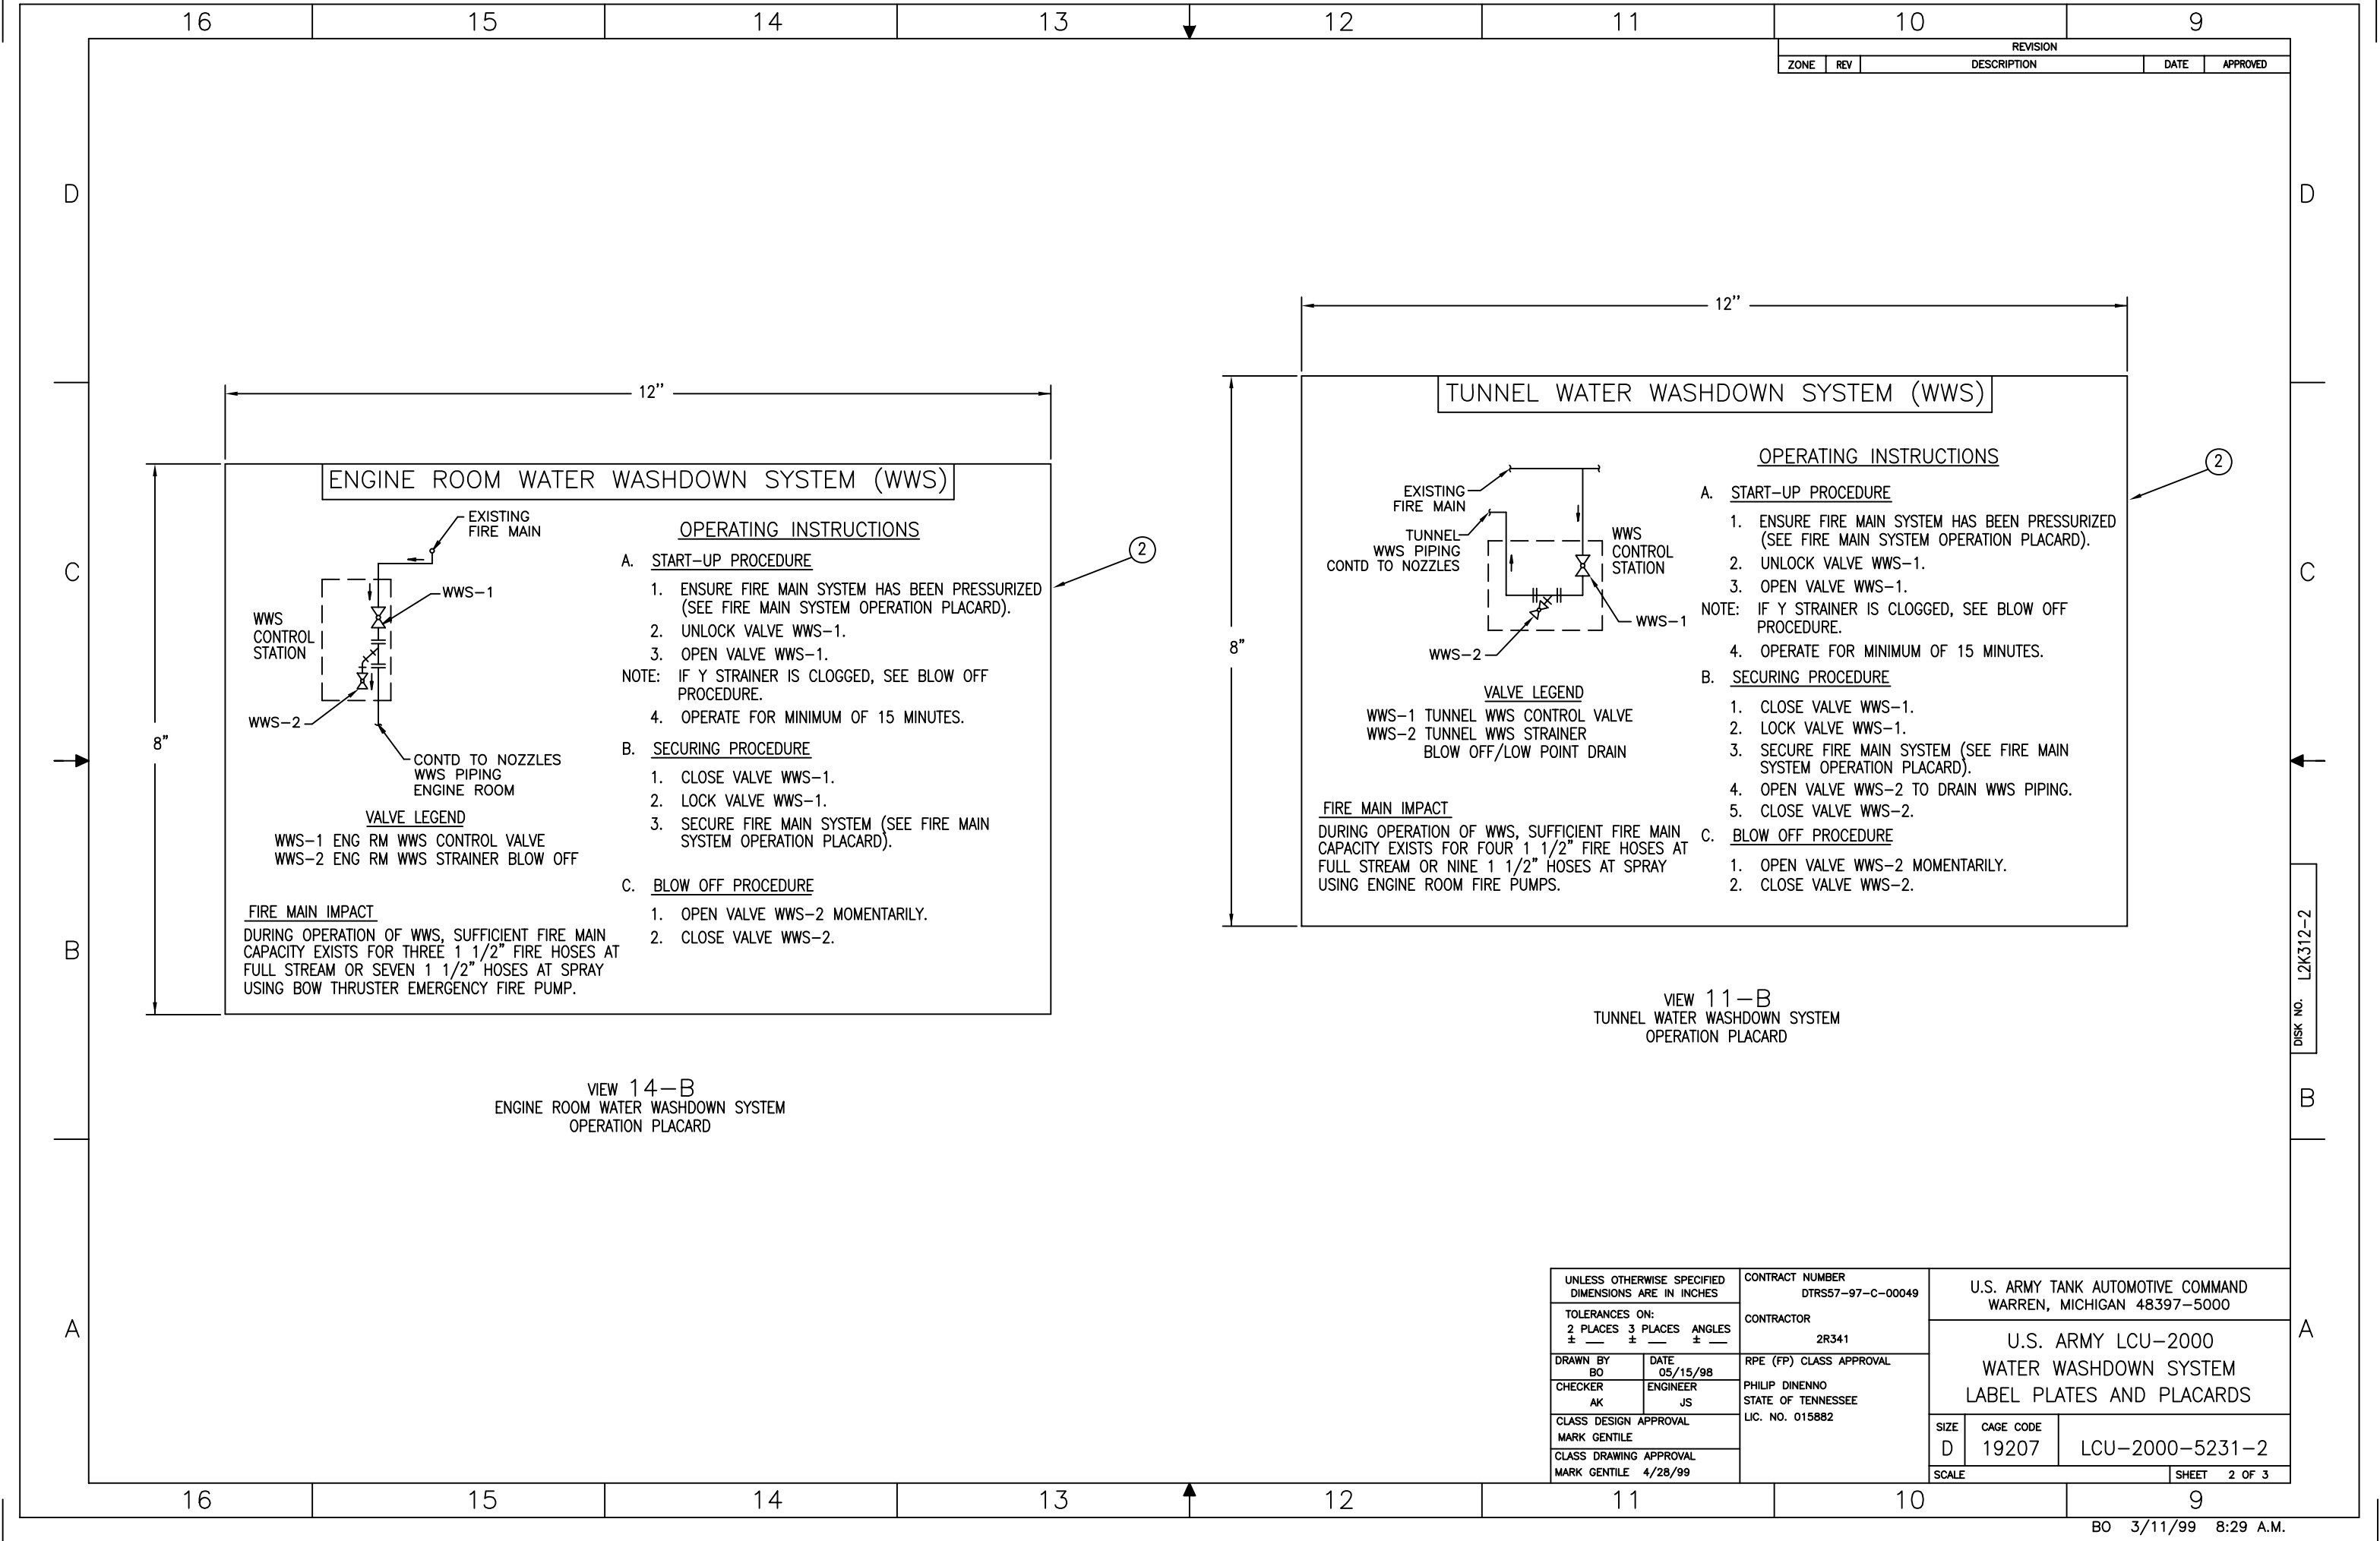 16 15 14 13 12 11 10 9
REVISION
ZONE REV DESCRIPTION DATE APPROVED
D D
C C
B B
A A
12"
8"
ENGINE ROOM WATER WASHDOWN SYSTEM (WWS)
EXISTING
FIRE MAIN
WWS-1
WWS
CONTROL
STATION
WWS-2
CONTD TO NOZZLES
WWS PIPING
ENGINE ROOM
VALVE LEGEND
WWS-1 ENG RM WWS CONTROL VALVE
WWS-2 ENG RM WWS STRAINER BLOW OFF
FIRE MAIN IMPACT
DURING OPERATION OF WWS, SUFFICIENT FIRE MAIN
CAPACITY EXISTS FOR THREE 1 1/2" FIRE HOSES AT
FULL STREAM OR SEVEN 1 1/2" HOSES AT SPRAY
USING BOW THRUSTER EMERGENCY FIRE PUMP.
OPERATING INSTRUCTIONS
A. START-UP PROCEDURE
1. ENSURE FIRE MAIN SYSTEM HAS BEEN PRESSURIZED
(SEE FIRE MAIN SYSTEM OPERATION PLACARD).
2. UNLOCK VALVE WWS-1.
3. OPEN VALVE WWS-1.
NOTE: IF Y STRAINER IS CLOGGED, SEE BLOW OFF
PROCEDURE.
4. OPERATE FOR MINIMUM OF 15 MINUTES.
B. SECURING PROCEDURE
1. CLOSE VALVE WWS-1.
2. LOCK VALVE WWS-1.
3. SECURE FIRE MAIN SYSTEM (SEE FIRE MAIN
SYSTEM OPERATION PLACARD).
C. BLOW OFF PROCEDURE
1. OPEN VALVE WWS-2 MOMENTARILY.
2. CLOSE VALVE WWS-2.
2
VIEW 14-B
ENGINE ROOM WATER WASHDOWN SYSTEM
OPERATION PLACARD
12"
8"
TUNNEL WATER WASHDOWN SYSTEM (WWS)
EXISTING
FIRE MAIN
TUNNEL
WWS PIPING
CONTD TO NOZZLES
WWS
CONTROL
STATION
WWS-1
WWS-2
VALVE LEGEND
WWS-1 TUNNEL WWS CONTROL VALVE
WWS-2 TUNNEL WWS STRAINER
BLOW OFF/LOW POINT DRAIN
FIRE MAIN IMPACT
DURING OPERATION OF WWS, SUFFICIENT FIRE MAIN
CAPACITY EXISTS FOR FOUR 1 1/2" FIRE HOSES AT
FULL STREAM OR NINE 1 1/2" HOSES AT SPRAY
USING ENGINE ROOM FIRE PUMPS.
OPERATING INSTRUCTIONS
A. START-UP PROCEDURE
1. ENSURE FIRE MAIN SYSTEM HAS BEEN PRESSURIZED
(SEE FIRE MAIN SYSTEM OPERATION PLACARD).
2. UNLOCK VALVE WWS-1.
3. OPEN VALVE WWS-1.
NOTE: IF Y STRAINER IS CLOGGED, SEE BLOW OFF
PROCEDURE.
4. OPERATE FOR MINIMUM OF 15 MINUTES.
B. SECURING PROCEDURE
1. CLOSE VALVE WWS-1.
2. LOCK VALVE WWS-1.
3. SECURE FIRE MAIN SYSTEM (SEE FIRE MAIN
SYSTEM OPERATION PLACARD).
4. OPEN VALVE WWS-2 TO DRAIN WWS PIPING.
5. CLOSE VALVE WWS-2.
C. BLOW OFF PROCEDURE
1. OPEN VALVE WWS-2 MOMENTARILY.
2. CLOSE VALVE WWS-2.
2
VIEW 11-B
TUNNEL WATER WASHDOWN SYSTEM
OPERATION PLACARD
DISK NO. L2K312-2
UNLESS OTHERWISE SPECIFIED
DIMENSIONS ARE IN INCHES
TOLERANCES ON:
2 PLACES 3 PLACES ANGLES
± __ ± __ ± __
DRAWN BY
BO
DATE
05/15/98
CHECKER
AK
ENGINEER
JS
CLASS DESIGN APPROVAL
MARK GENTILE
CLASS DRAWING APPROVAL
MARK GENTILE 4/28/99
CONTRACT NUMBER
DTRS57-97-C-00049
CONTRACTOR
2R341
RPE (FP) CLASS APPROVAL
PHILIP DINENNO
STATE OF TENNESSEE
LIC. NO. 015882
U.S. ARMY TANK AUTOMOTIVE COMMAND
WARREN, MICHIGAN 48397-5000
U.S. ARMY LCU-2000
WATER WASHDOWN SYSTEM
LABEL PLATES AND PLACARDS
SIZE
D
CAGE CODE
19207
LCU-2000-5231-2
SCALE
SHEET 2 OF 3
16 15 14 13 12 11 10 9
BO 3/11/99 8:29 A.M.